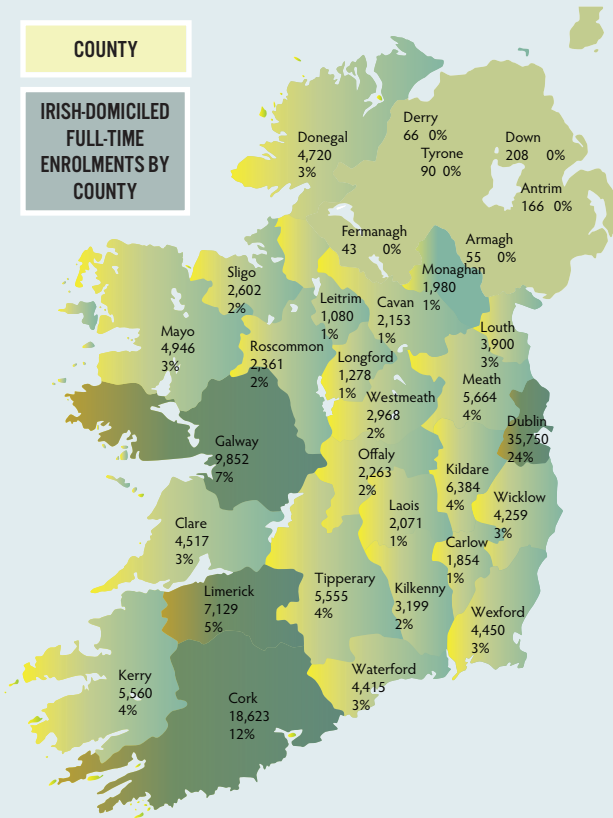 COUNTY
IRISH-DOMICILED
FULL-TIME
ENROLMENTS BY
COUNTY
Donegal
4,720
3%
Derry
66 0%
Tyrone
90 0%
Down
208 0%
Antrim
166 0%
Fermanagh
43 0%
Armagh
55 0%
Monaghan
1,980
1%
Sligo
2,602
2%
Leitrim
1,080
1%
Cavan
2,153
1%
Louth
3,900
3%
Mayo
4,946
3%
Roscommon
2,361
2%
Longford
1,278
1%
Meath
5,664
4%
Westmeath
2,968
2%
Dublin
35,750
24%
Galway
9,852
7%
Offaly
2,263
2%
Kildare
6,384
4%
Wicklow
4,259
3%
Laois
2,071
1%
Clare
4,517
3%
Carlow
1,854
1%
Limerick
7,129
5%
Tipperary
5,555
4%
Kilkenny
3,199
2%
Wexford
4,450
3%
Kerry
5,560
4%
Cork
18,623
12%
Waterford
4,415
3%